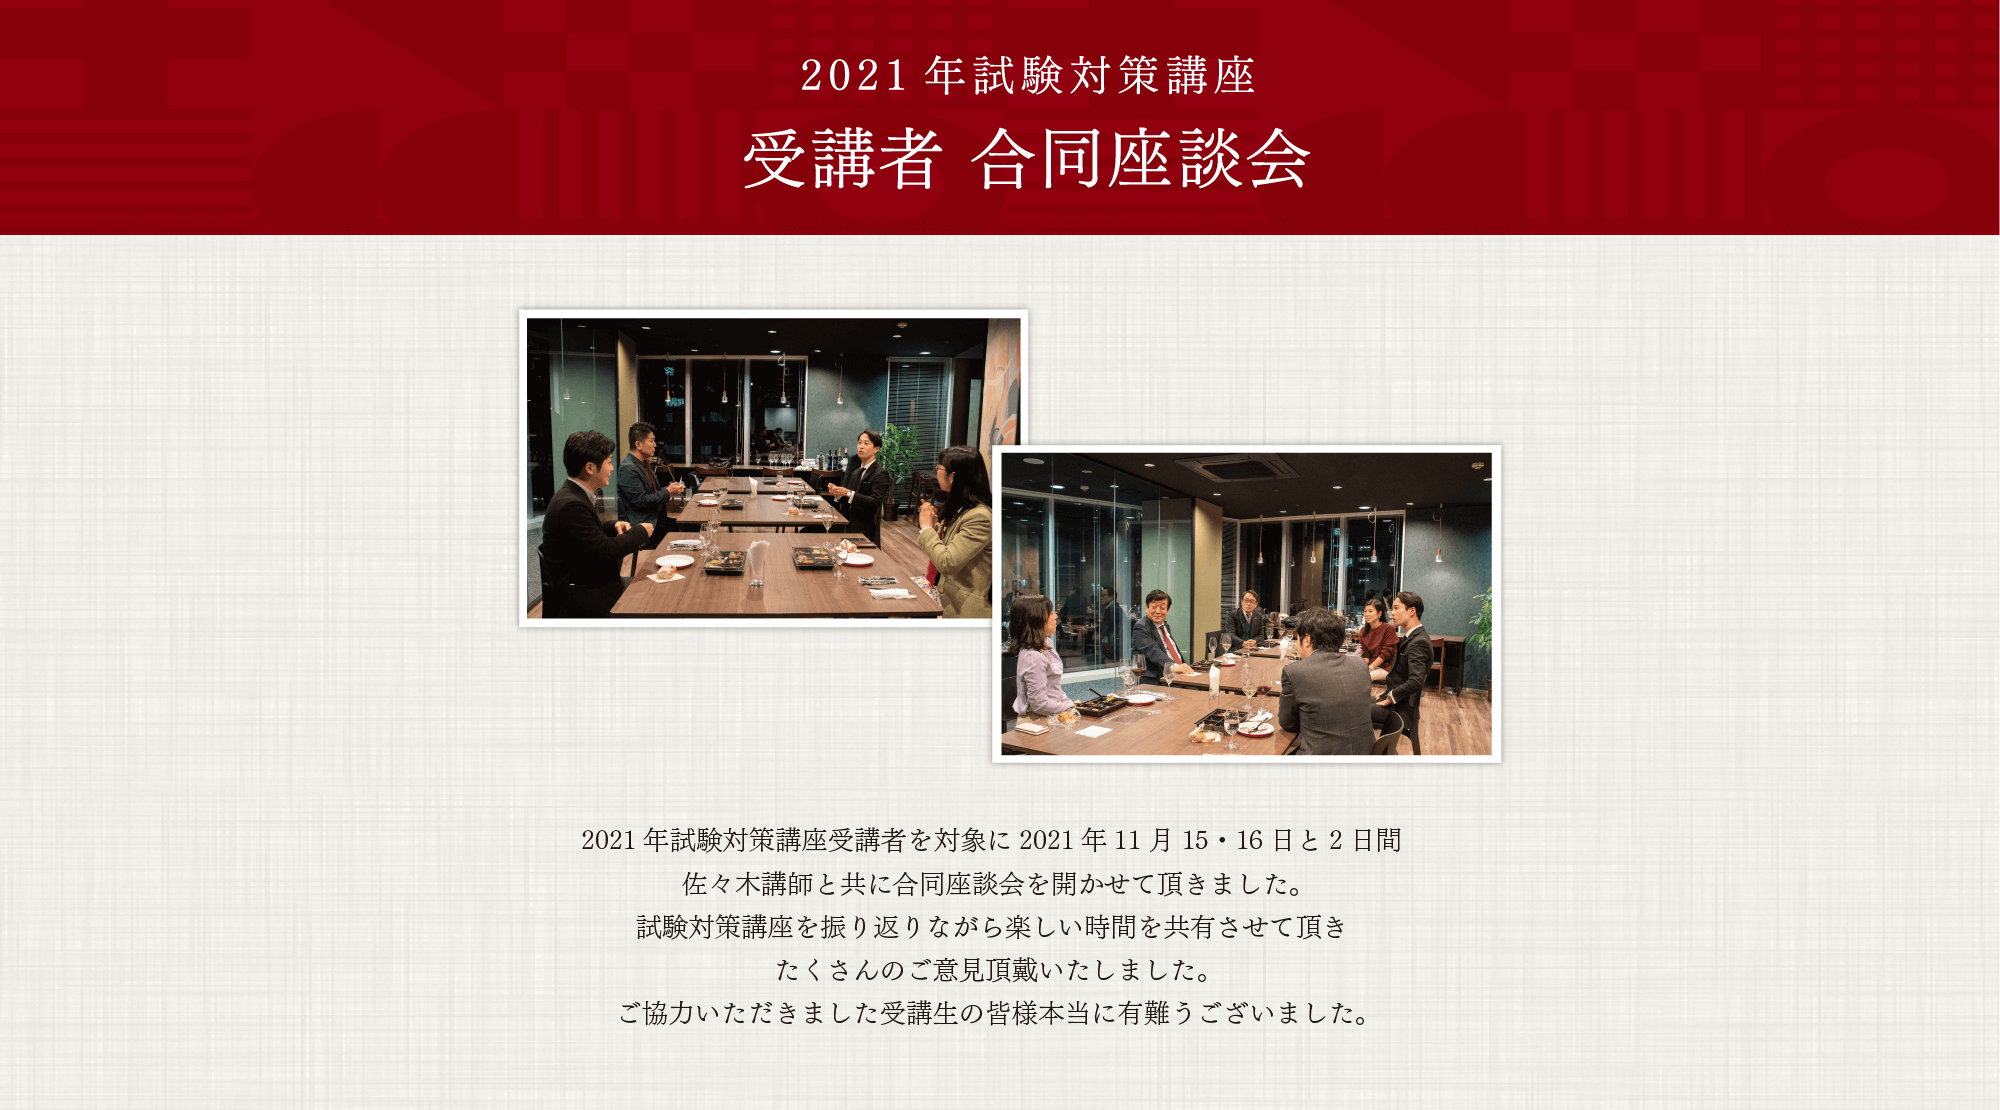 2021年試験対策講座
受講者 合同座談会
2021年試験対策講座受講者を対象に2021年11月15・16日と2日間
佐々木講師と共に合同座談会を開かせて頂きました。
試験対策講座を振り返りながら楽しい時間を共有させて頂き
たくさんのご意見頂戴いたしました。
ご協力いただきました受講生の皆様本当に有難うございました。